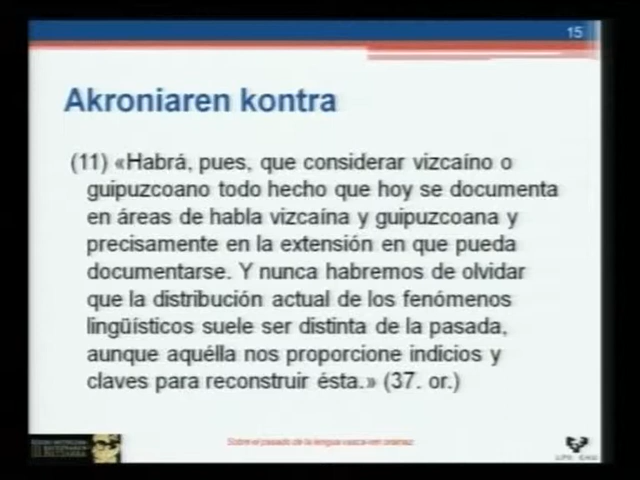 15
Akroniaren kontra
(11) «Habrá, pues, que considerar vizcaíno o
guipuzcoano todo hecho que hoy se documenta
en áreas de habla vizcaína y guipuzcoana y
precisamente en la extensión en que pueda
documentarse. Y nunca habremos de olvidar
que la distribución actual de los fenómenos
lingüísticos suele ser distinta de la pasada,
aunque aquélla nos proporcione indicios y
claves para reconstruir ésta.» (37. or.)
Sobre el pasado de la lengua vasca-ren